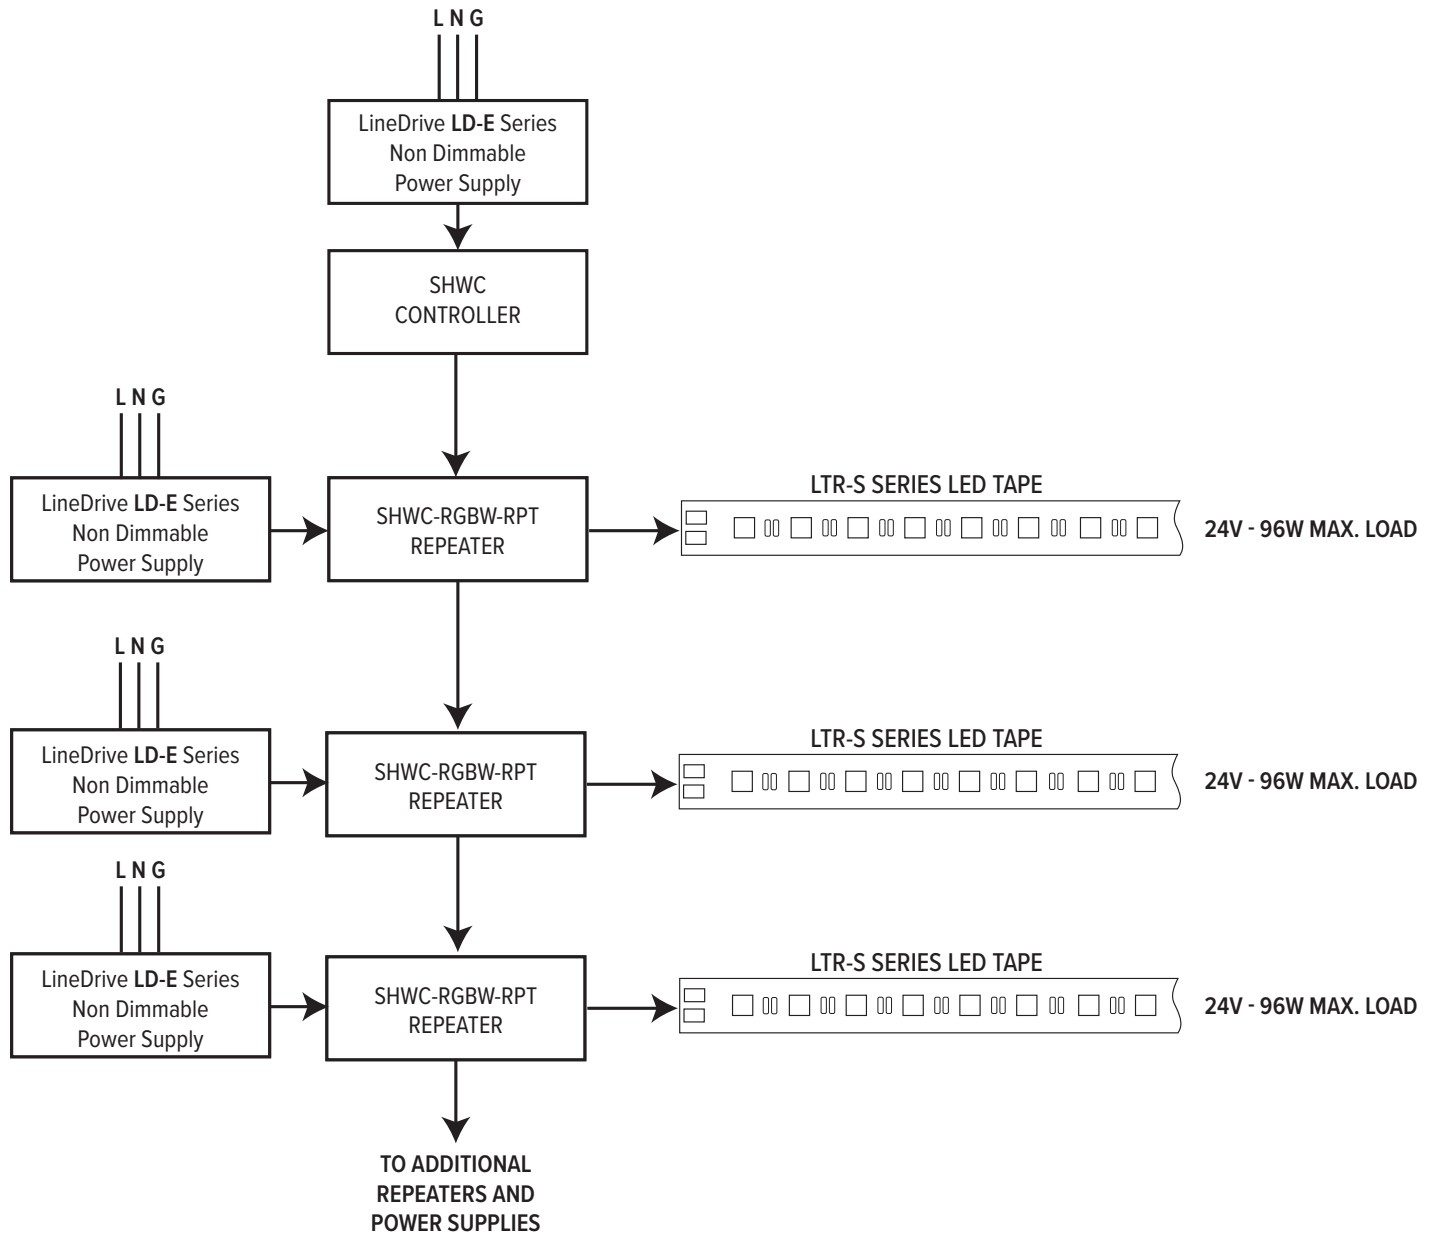 L N G
LineDrive LD-E Series
Non Dimmable
Power Supply
SHWC
CONTROLLER
L N G
LineDrive LD-E Series
Non Dimmable
Power Supply
SHWC-RGBW-RPT
REPEATER
LTR-S SERIES LED TAPE
24V - 96W MAX. LOAD
L N G
LineDrive LD-E Series
Non Dimmable
Power Supply
SHWC-RGBW-RPT
REPEATER
LTR-S SERIES LED TAPE
24V - 96W MAX. LOAD
L N G
LineDrive LD-E Series
Non Dimmable
Power Supply
SHWC-RGBW-RPT
REPEATER
LTR-S SERIES LED TAPE
24V - 96W MAX. LOAD
TO ADDITIONAL
REPEATERS AND
POWER SUPPLIES